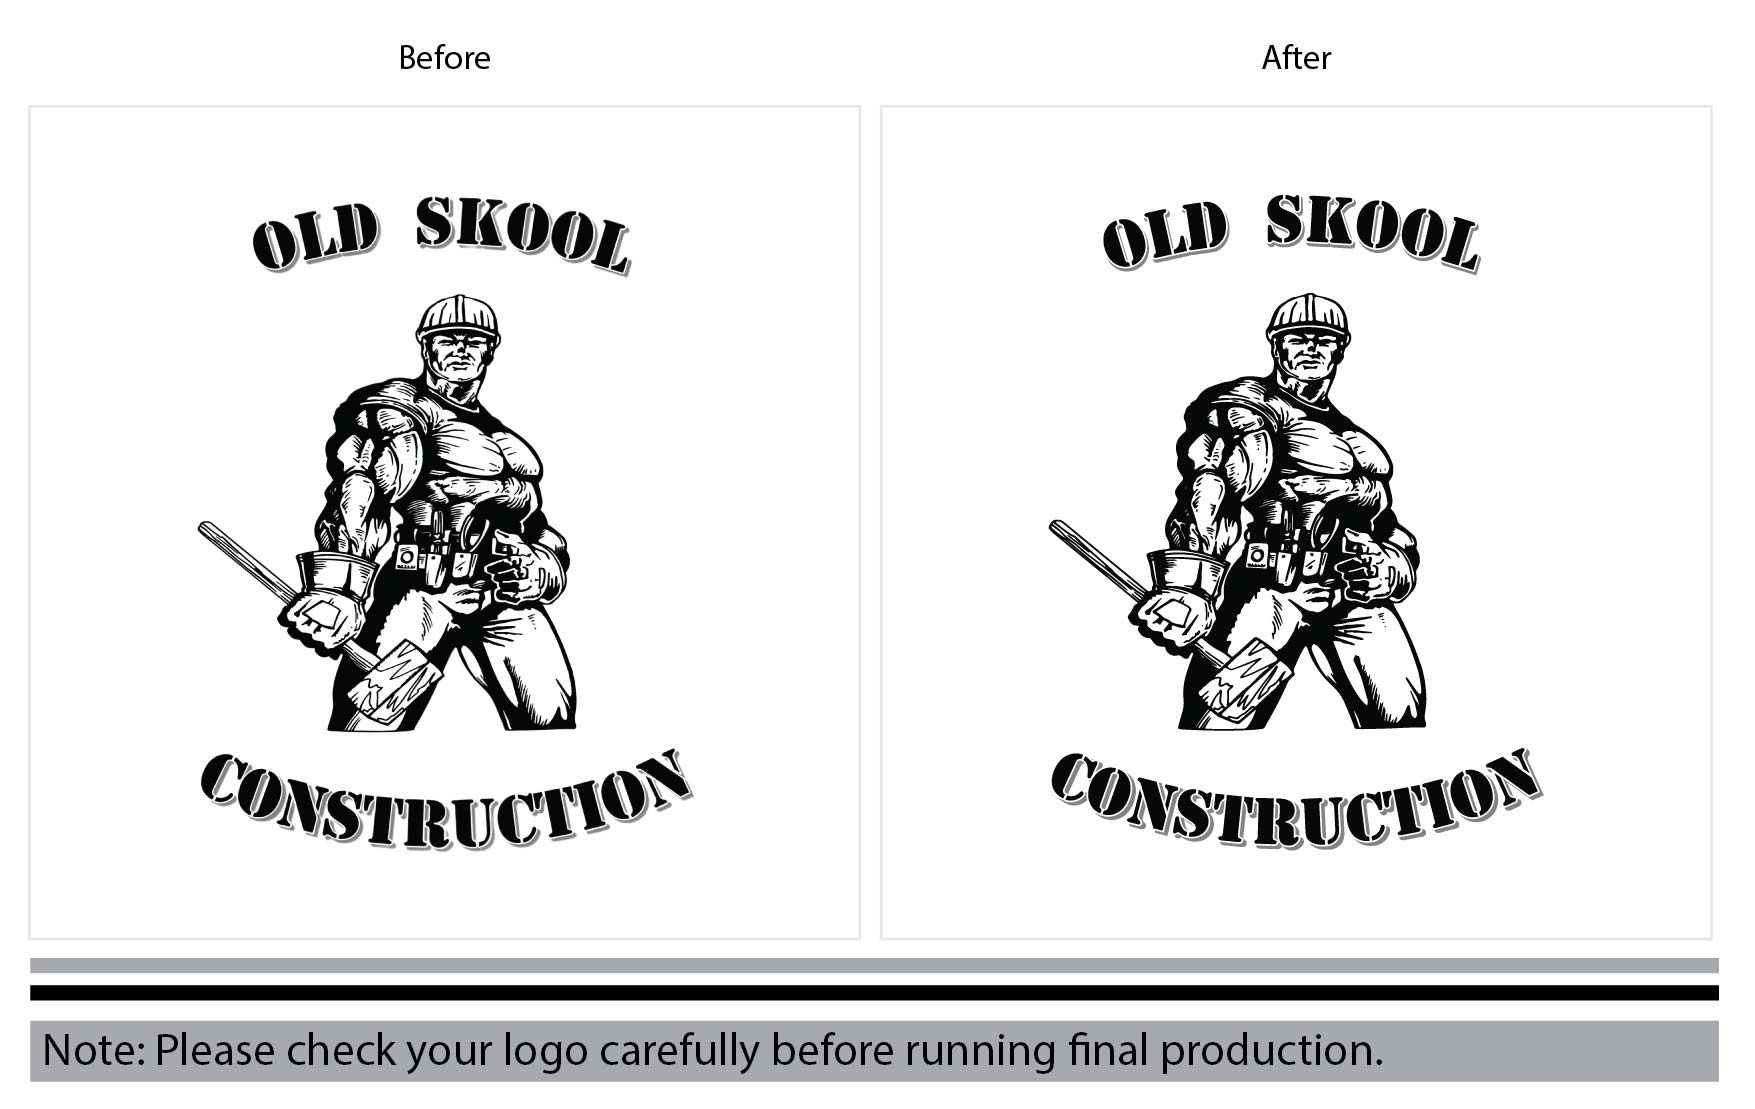 Before
After
OLD SKOOL
CONSTRUCTION
OLD SKOOL
CONSTRUCTION
Note: Please check your logo carefully before running final production.